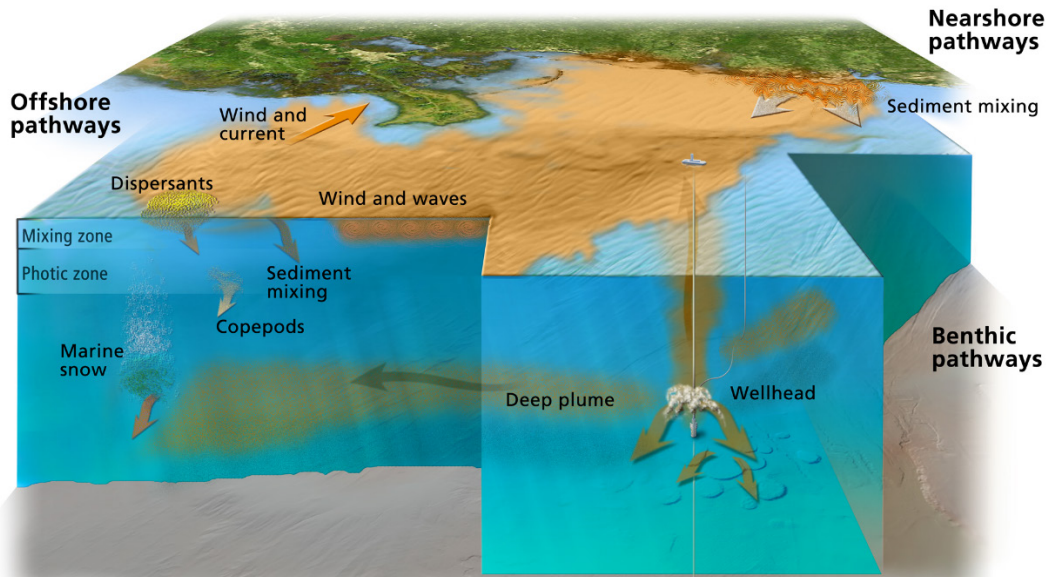 Nearshore
pathways
Offshore
pathways
Wind and
current
Sediment mixing
Dispersants
Wind and waves
Mixing zone
Photic zone
Sediment
mixing
Copepods
Marine
snow
Benthic
pathways
Deep plume
Wellhead